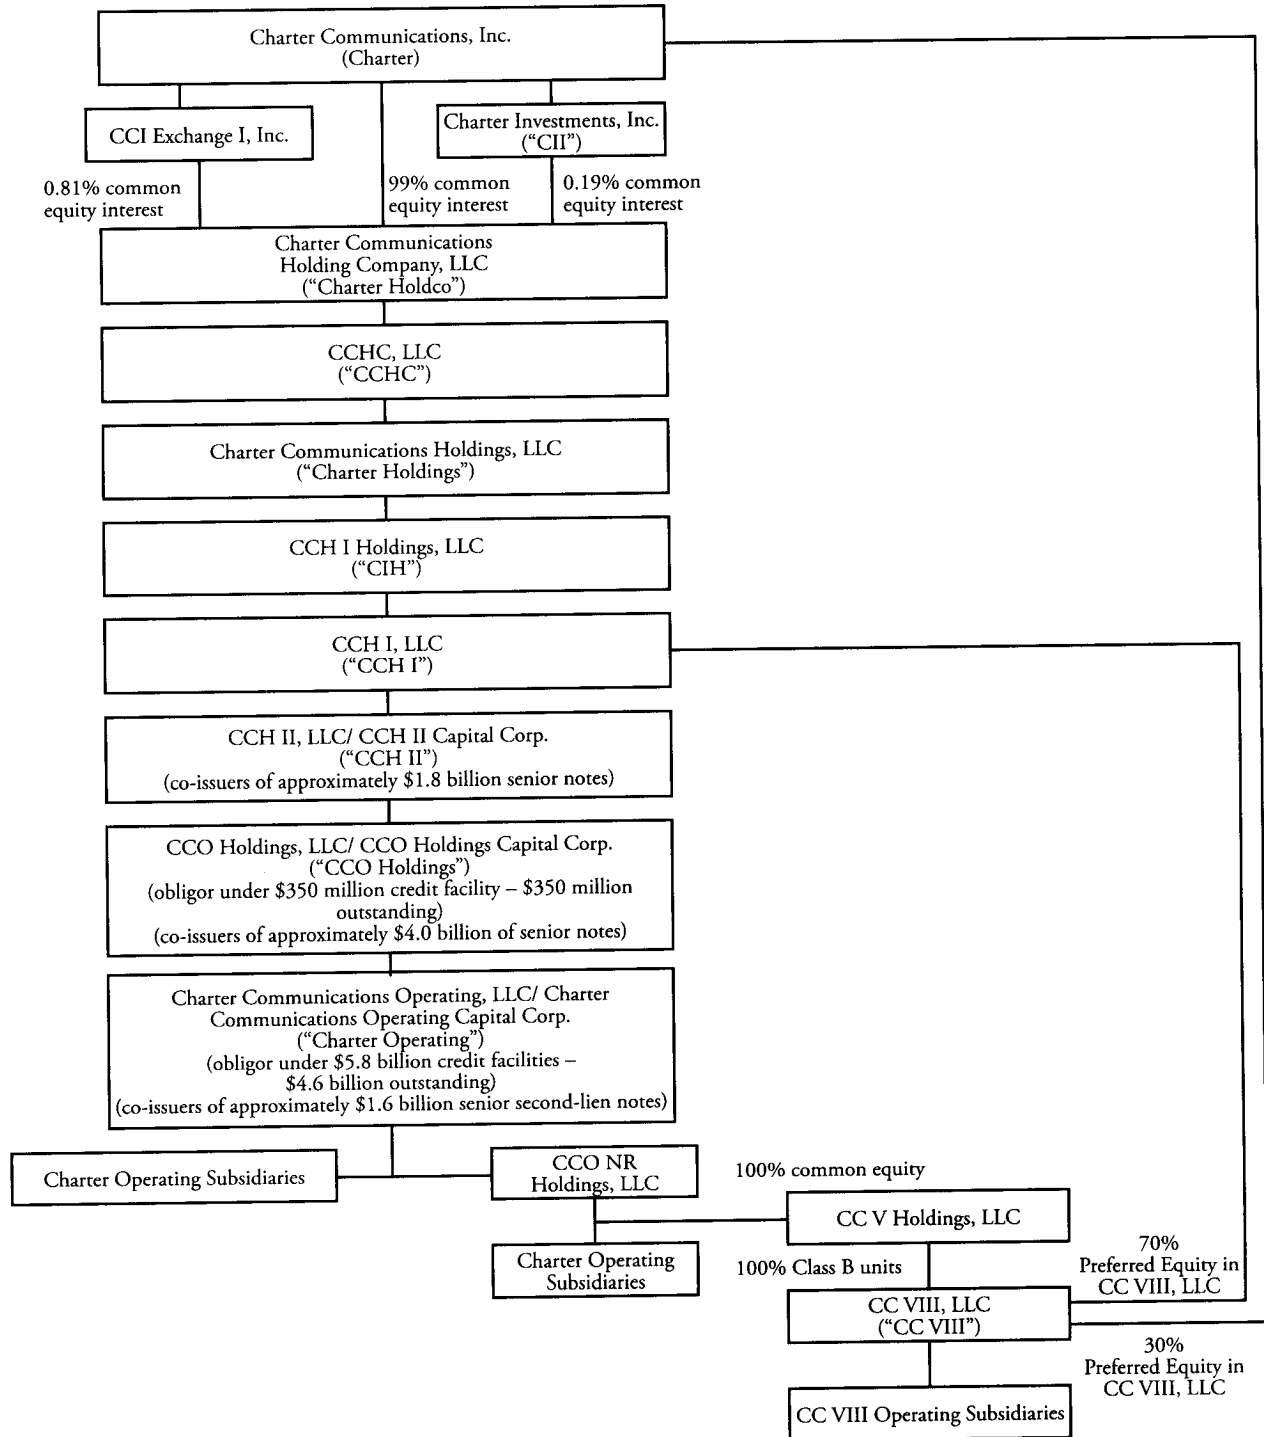 Charter Communications, Inc.
(Charter)
CCI Exchange I, Inc.
Charter Investments, Inc.
(“CII”)
0.81% common
equity interest
99% common
equity interest
0.19% common
equity interest
Charter Communications
Holding Company, LLC
(“Charter Holdco”)
CCHC, LLC
(“CCHC”)
Charter Communications Holdings, LLC
(“Charter Holdings”)
CCH I Holdings, LLC
(“CIH”)
CCH I, LLC
(“CCH I”)
CCH II, LLC/ CCH II Capital Corp.
(“CCH II”)
(co-issuers of approximately $1.8 billion senior notes)
CCO Holdings, LLC/ CCO Holdings Capital Corp.
(“CCO Holdings”)
(obligor under $350 million credit facility – $350 million
outstanding)
(co-issuers of approximately $4.0 billion of senior notes)
Charter Communications Operating, LLC/ Charter
Communications Operating Capital Corp.
(“Charter Operating”)
(obligor under $5.8 billion credit facilities –
$4.6 billion outstanding)
(co-issuers of approximately $1.6 billion senior second-lien notes)
Charter Operating Subsidiaries
CCO NR
Holdings, LLC
100% common equity
CC V Holdings, LLC
Charter Operating
Subsidiaries
100% Class B units
70%
Preferred Equity in
CC VIII, LLC
CC VIII, LLC
(“CC VIII”)
30%
Preferred Equity in
CC VIII, LLC
CC VIII Operating Subsidiaries